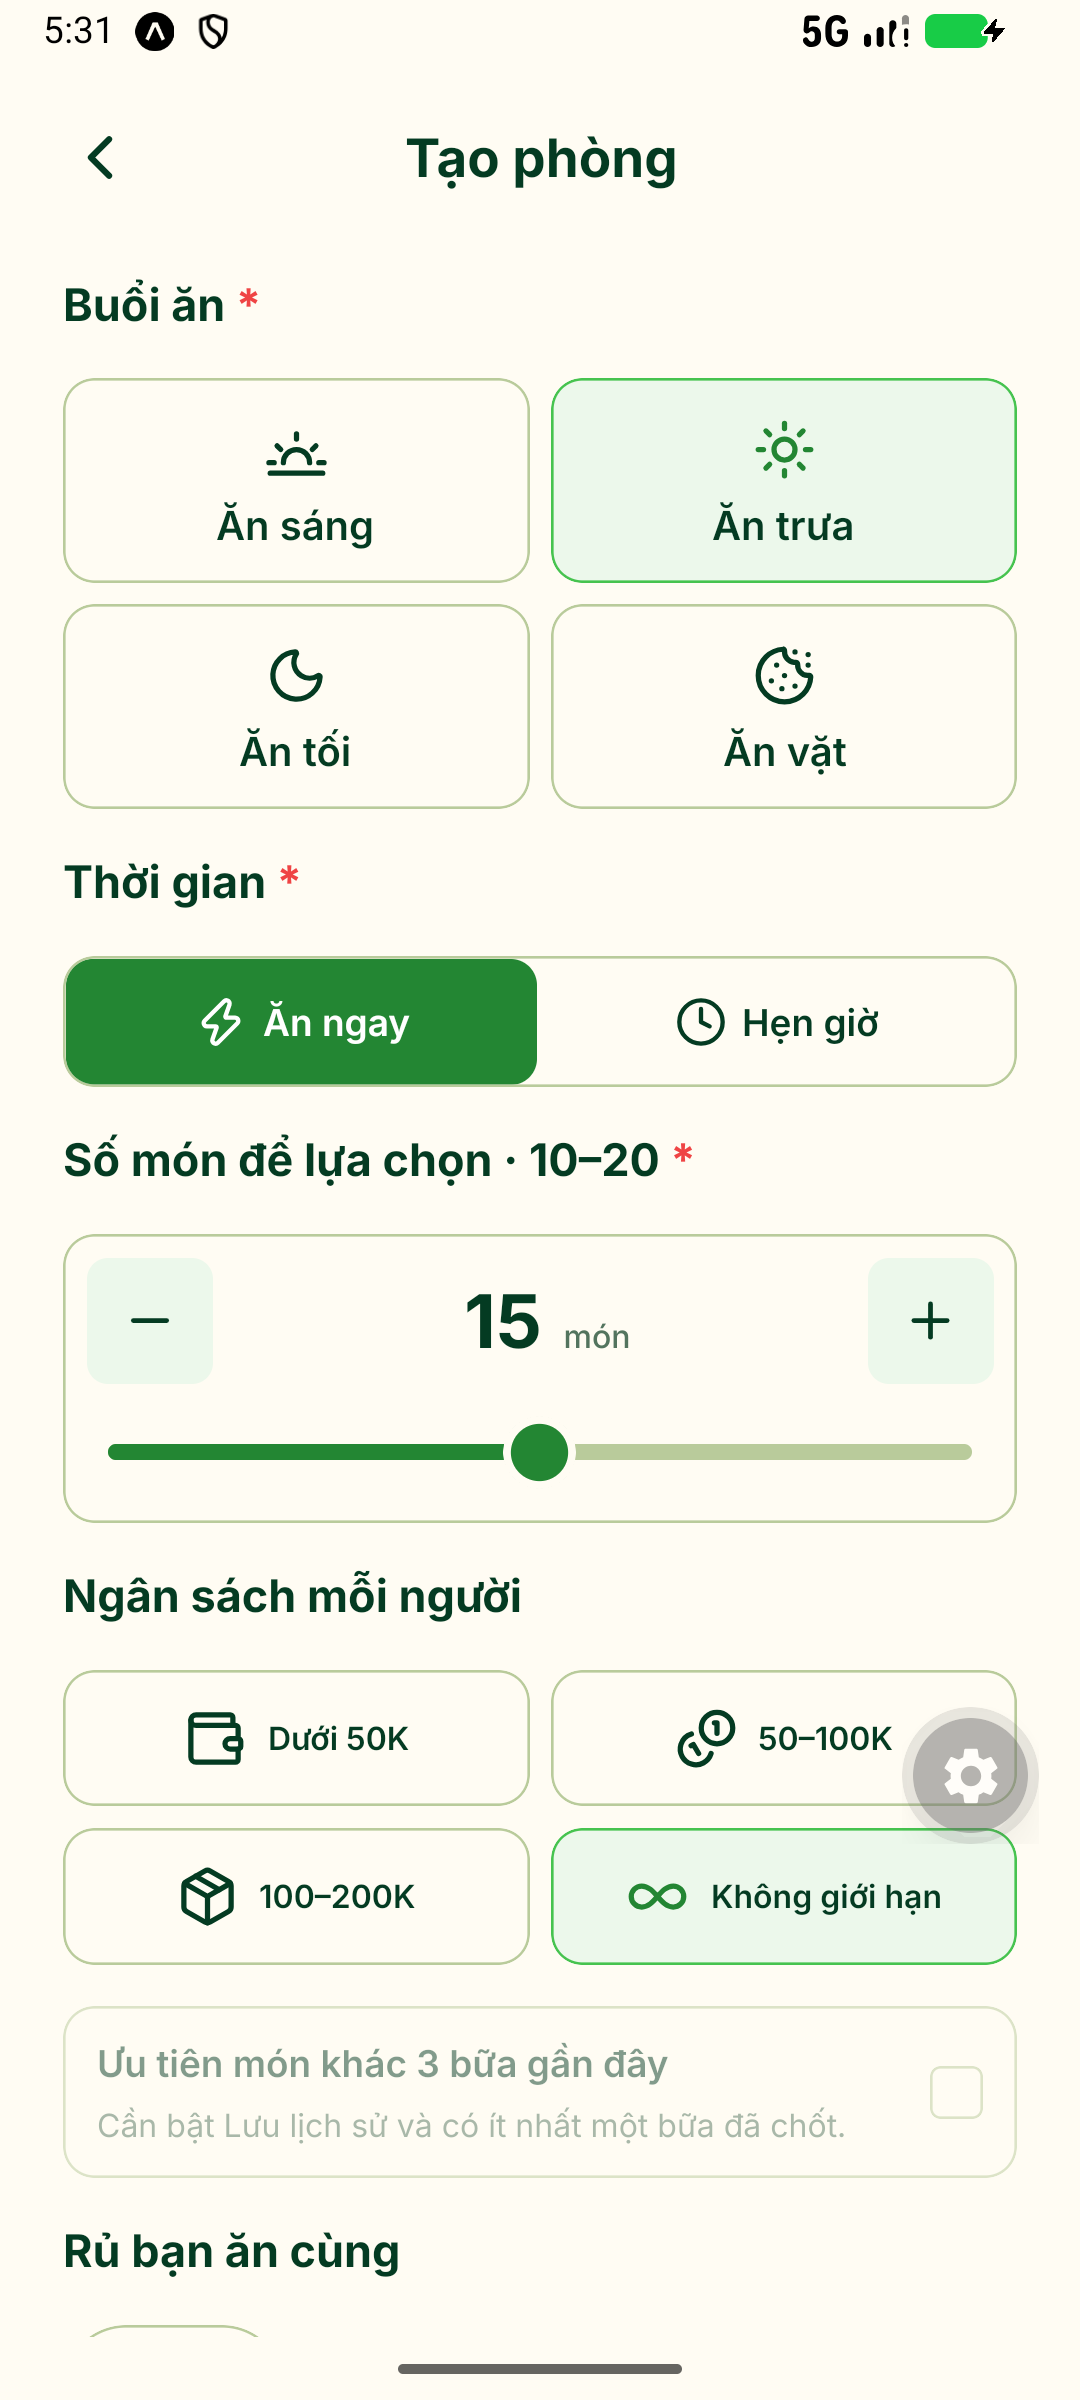 5:31 5G
Tạo phòng
Buổi ăn *
Ăn sáng
Ăn trưa
Ăn tối
Ăn vặt
Thời gian *
Ăn ngay
Hẹn giờ
Số món để lựa chọn · 10–20 *
15 món
Ngân sách mỗi người
Dưới 50K
50–100K
100–200K
Không giới hạn
Ưu tiên món khác 3 bữa gần đây
Cần bật Lưu lịch sử và có ít nhất một bữa đã chốt.
Rủ bạn ăn cùng